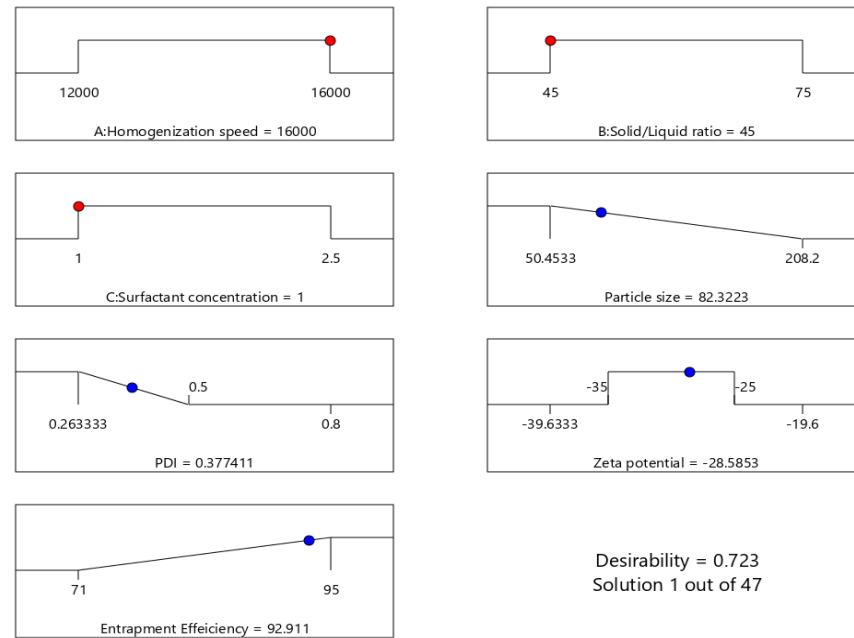 12000 16000
A:Homogenization speed = 16000
45 75
B:Solid/Liquid ratio = 45
1 2.5
C:Surfactant concentration = 1
50.4533 208.2
Particle size = 82.3223
0.5
0.263333 0.8
PDI = 0.377411
-35 -25
-39.6333 -19.6
Zeta potential = -28.5853
71 95
Entrapment Effeiciency = 92.911
Desirability = 0.723
Solution 1 out of 47